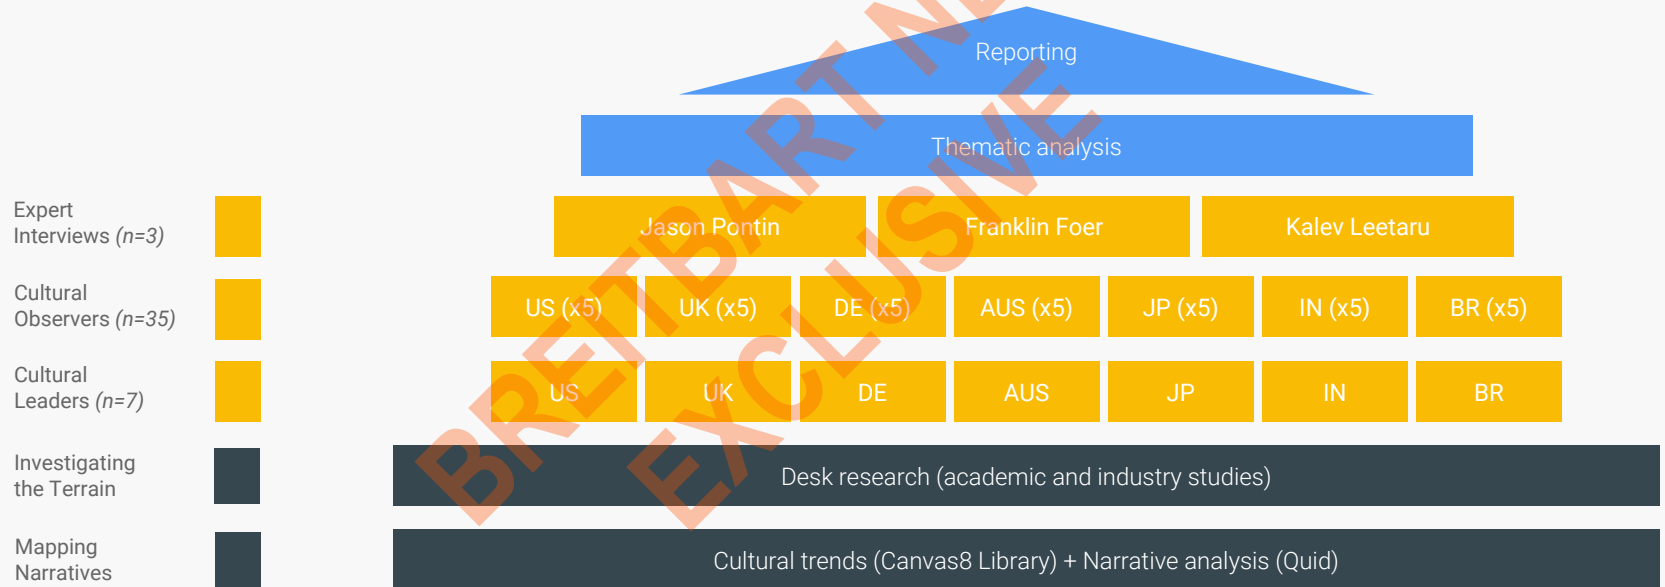 Reporting
Thematic analysis
Expert
Interviews (n=3)
Jason Pontin
Franklin Foer
Kalev Leetaru
Cultural
Observers (n=35)
US (x5)
UK (x5)
DE (x5)
AUS (x5)
JP (x5)
IN (x5)
BR (x5)
Cultural
Leaders (n=7)
US
UK
DE
AUS
JP
IN
BR
Investigating
the Terrain
Desk research (academic and industry studies)
Mapping
Narratives
Cultural trends (Canvas8 Library) + Narrative analysis (Quid)
BREITBART
EXCLUSIVE